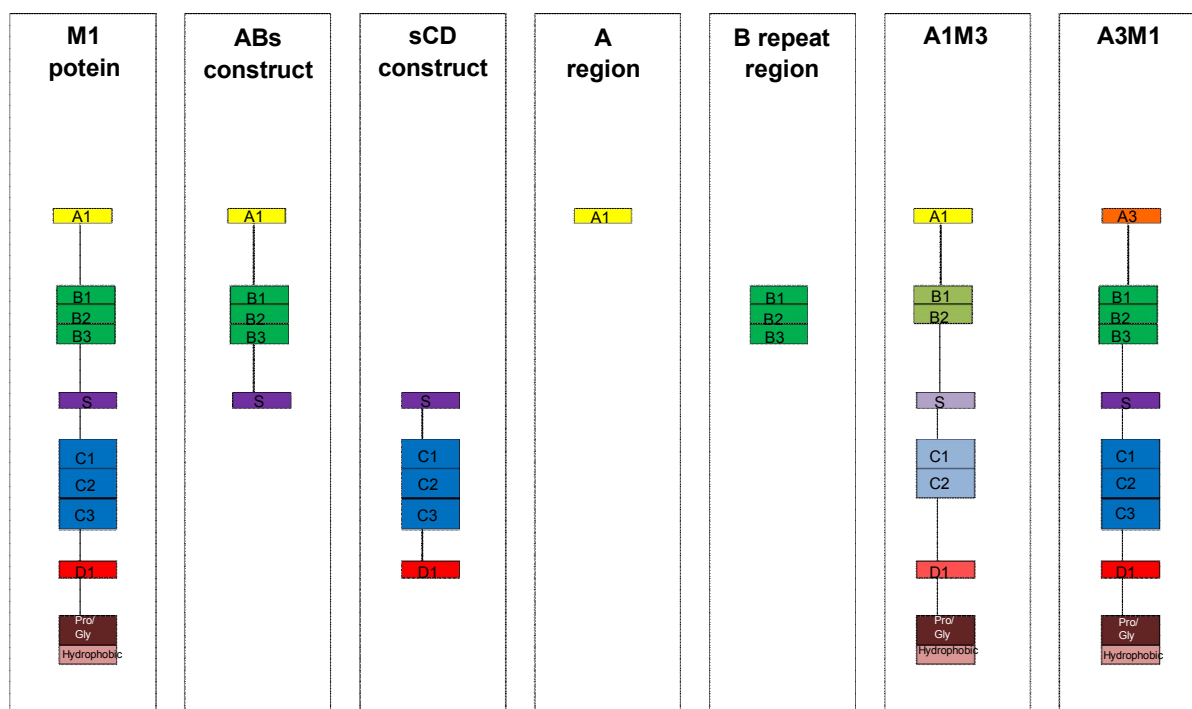 M1
potein
ABs
construct
sCD
construct
A
region
B repeat
region
A1M3
A3M1
A1
B1
B2
B3
S
C1
C2
C3
D1
Pro/
Gly
Hydrophobic
A1
B1
B2
B3
S
S
C1
C2
C3
D1
A1
B1
B2
B3
A1
B1
B2
S
C1
C2
D1
Pro/
Gly
Hydrophobic
A3
B1
B2
B3
S
C1
C2
C3
D1
Pro/
Gly
Hydrophobic